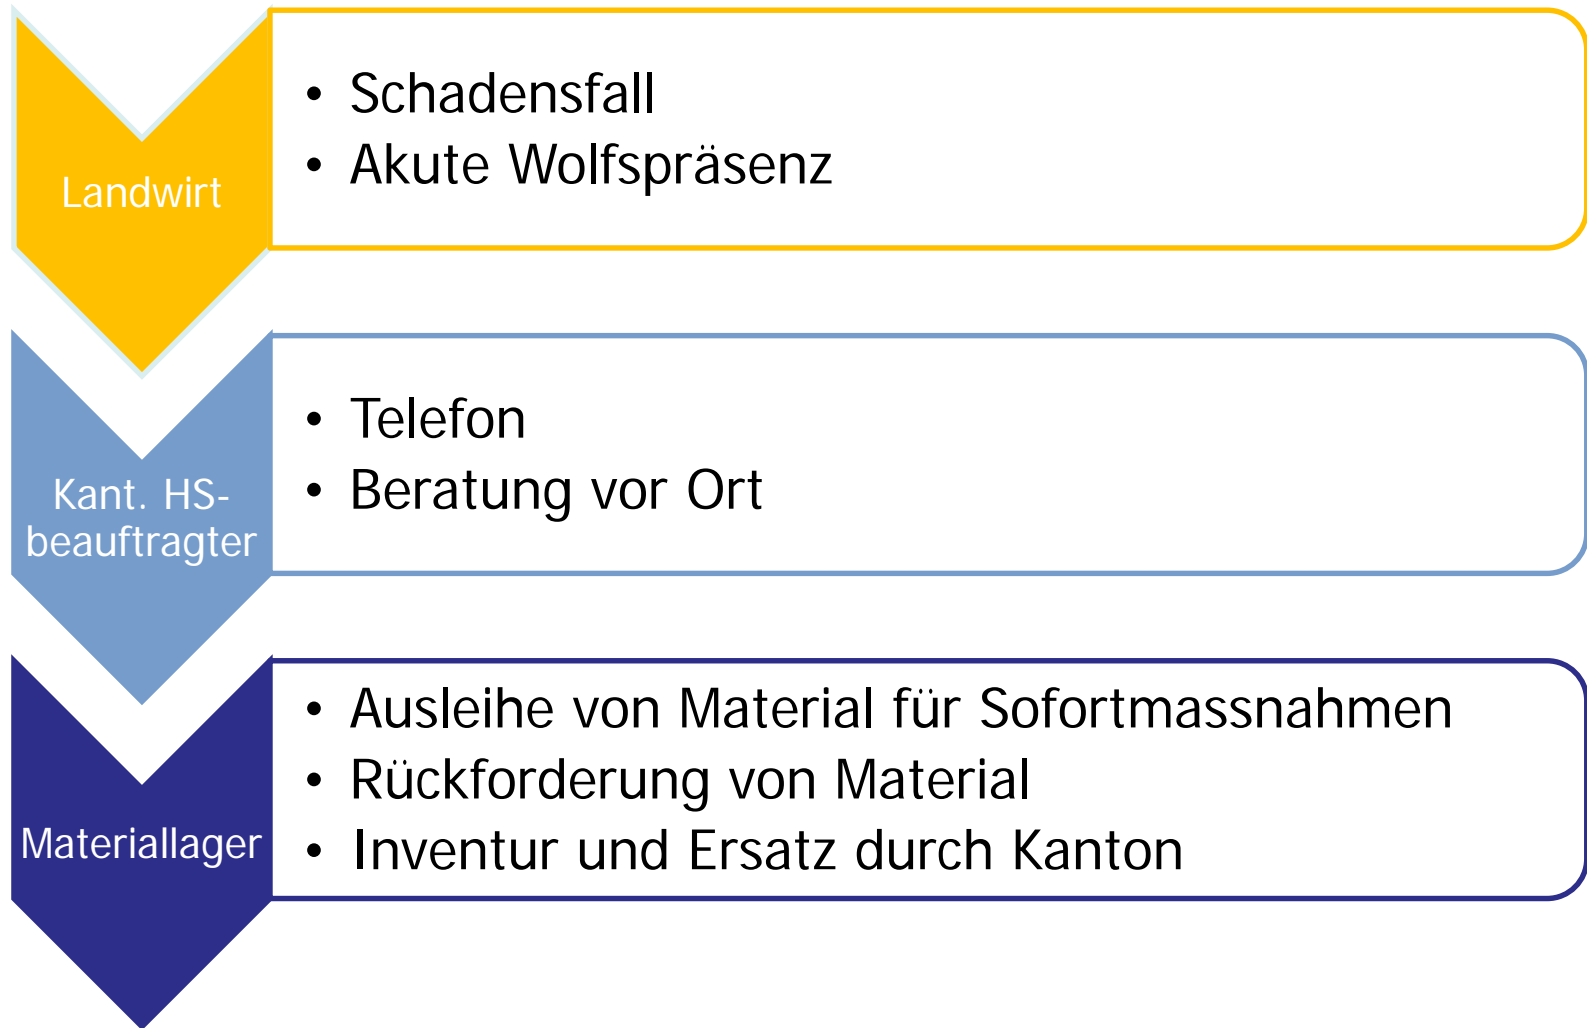 Landwirt
• Schadensfall
• Akute Wolfspräsenz
Kant. HS-
beauftragter
• Telefon
• Beratung vor Ort
Materiallager
• Ausleihe von Material für Sofortmassnahmen
• Rückforderung von Material
• Inventur und Ersatz durch Kanton